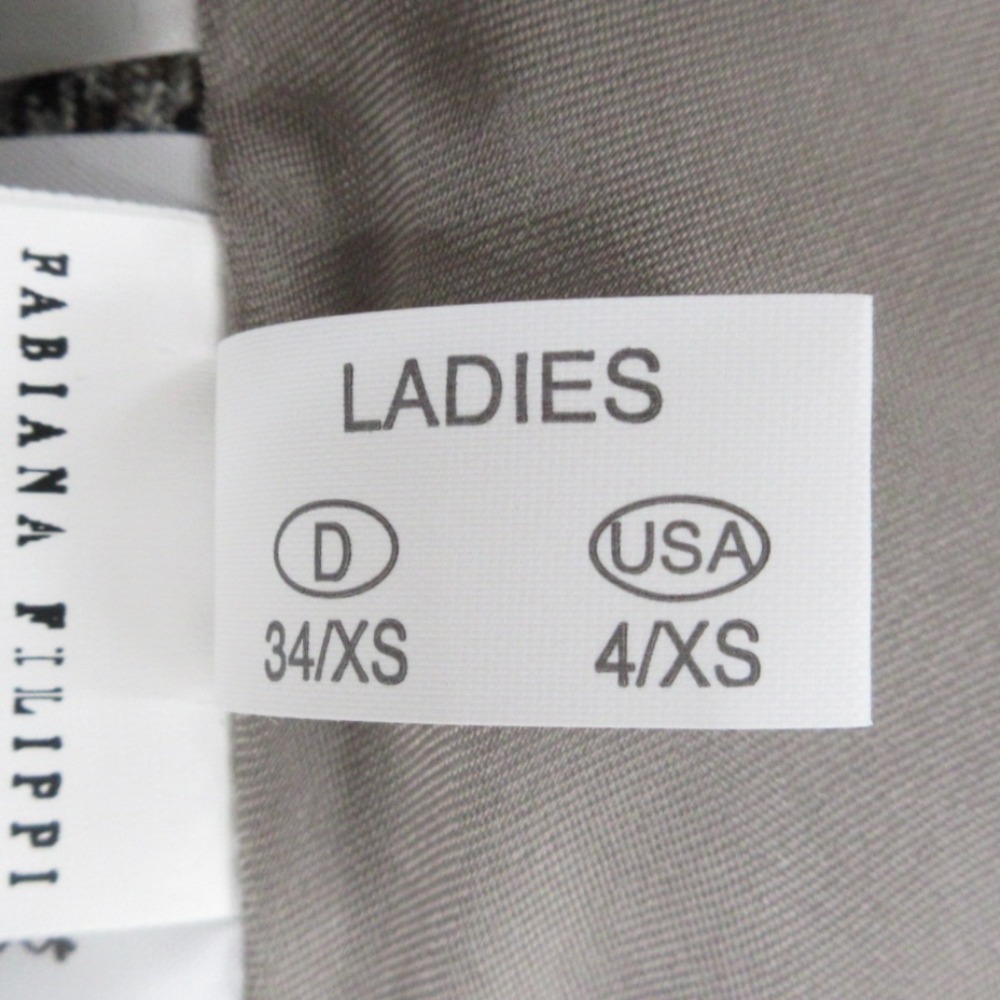 FABIANA FILIPPI
LADIES
D USA
34/XS 4/XS